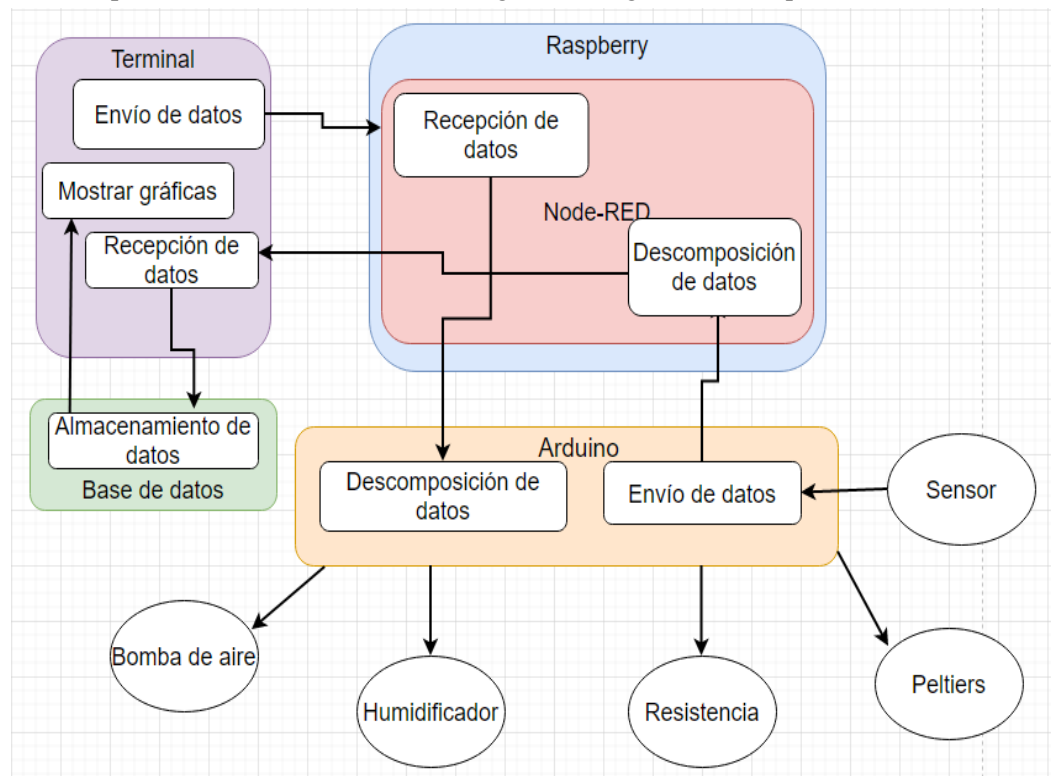 Terminal
Envío de datos
Mostrar gráficas
Recepción de
datos
Raspberry
Recepción de
datos
Node-RED
Descomposición
de datos
Almacenamiento de
datos
Base de datos
Arduino
Descomposición de
datos
Envío de datos
Sensor
Bomba de aire
Humidificador
Resistencia
Peltiers